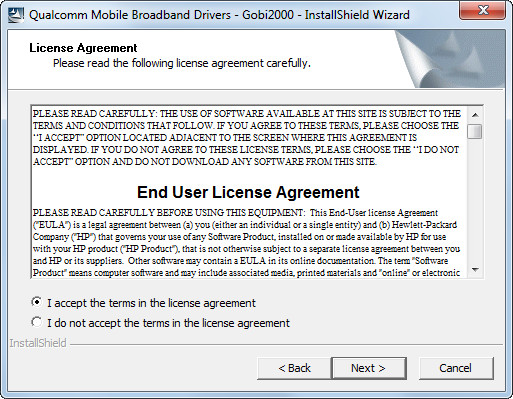 Qualcomm Mobile Broadband Drivers - Gobi2000 - InstallShield Wizard
License Agreement
Please read the following license agreement carefully.
PLEASE READ CAREFULLY: THE USE OF SOFTWARE AVAILABLE AT THIS SITE IS SUBJECT TO THE
TERMS AND CONDITIONS THAT FOLLOW. IF YOU AGREE TO THESE TERMS, PLEASE CHOOSE THE
“I ACCEPT” OPTION LOCATED ADJACENT TO THE SCREEN WHERE THIS AGREEMENT IS
DISPLAYED. IF YOU DO NOT AGREE TO THESE LICENSE TERMS, PLEASE CHOOSE THE “I DO NOT
ACCEPT” OPTION AND DO NOT DOWNLOAD ANY SOFTWARE FROM THIS SITE.
End User License Agreement
PLEASE READ CAREFULLY BEFORE USING THIS EQUIPMENT: This End-User license Agreement
("EULA") is a legal agreement between (a) you (either an individual or a single entity) and (b) Hewlett-Packard
Company ("HP") that governs your use of any Software Product, installed on or made available by HP for use
with your HP product ("HP Product"), that is not otherwise subject to a separate license agreement between you
and HP or its suppliers. Other software may contain a EULA in its online documentation. The term "Software
Product" means computer software and may include associated media, printed materials and "online" or electronic
I accept the terms in the license agreement
I do not accept the terms in the license agreement
InstallShield
< Back
Next >
Cancel